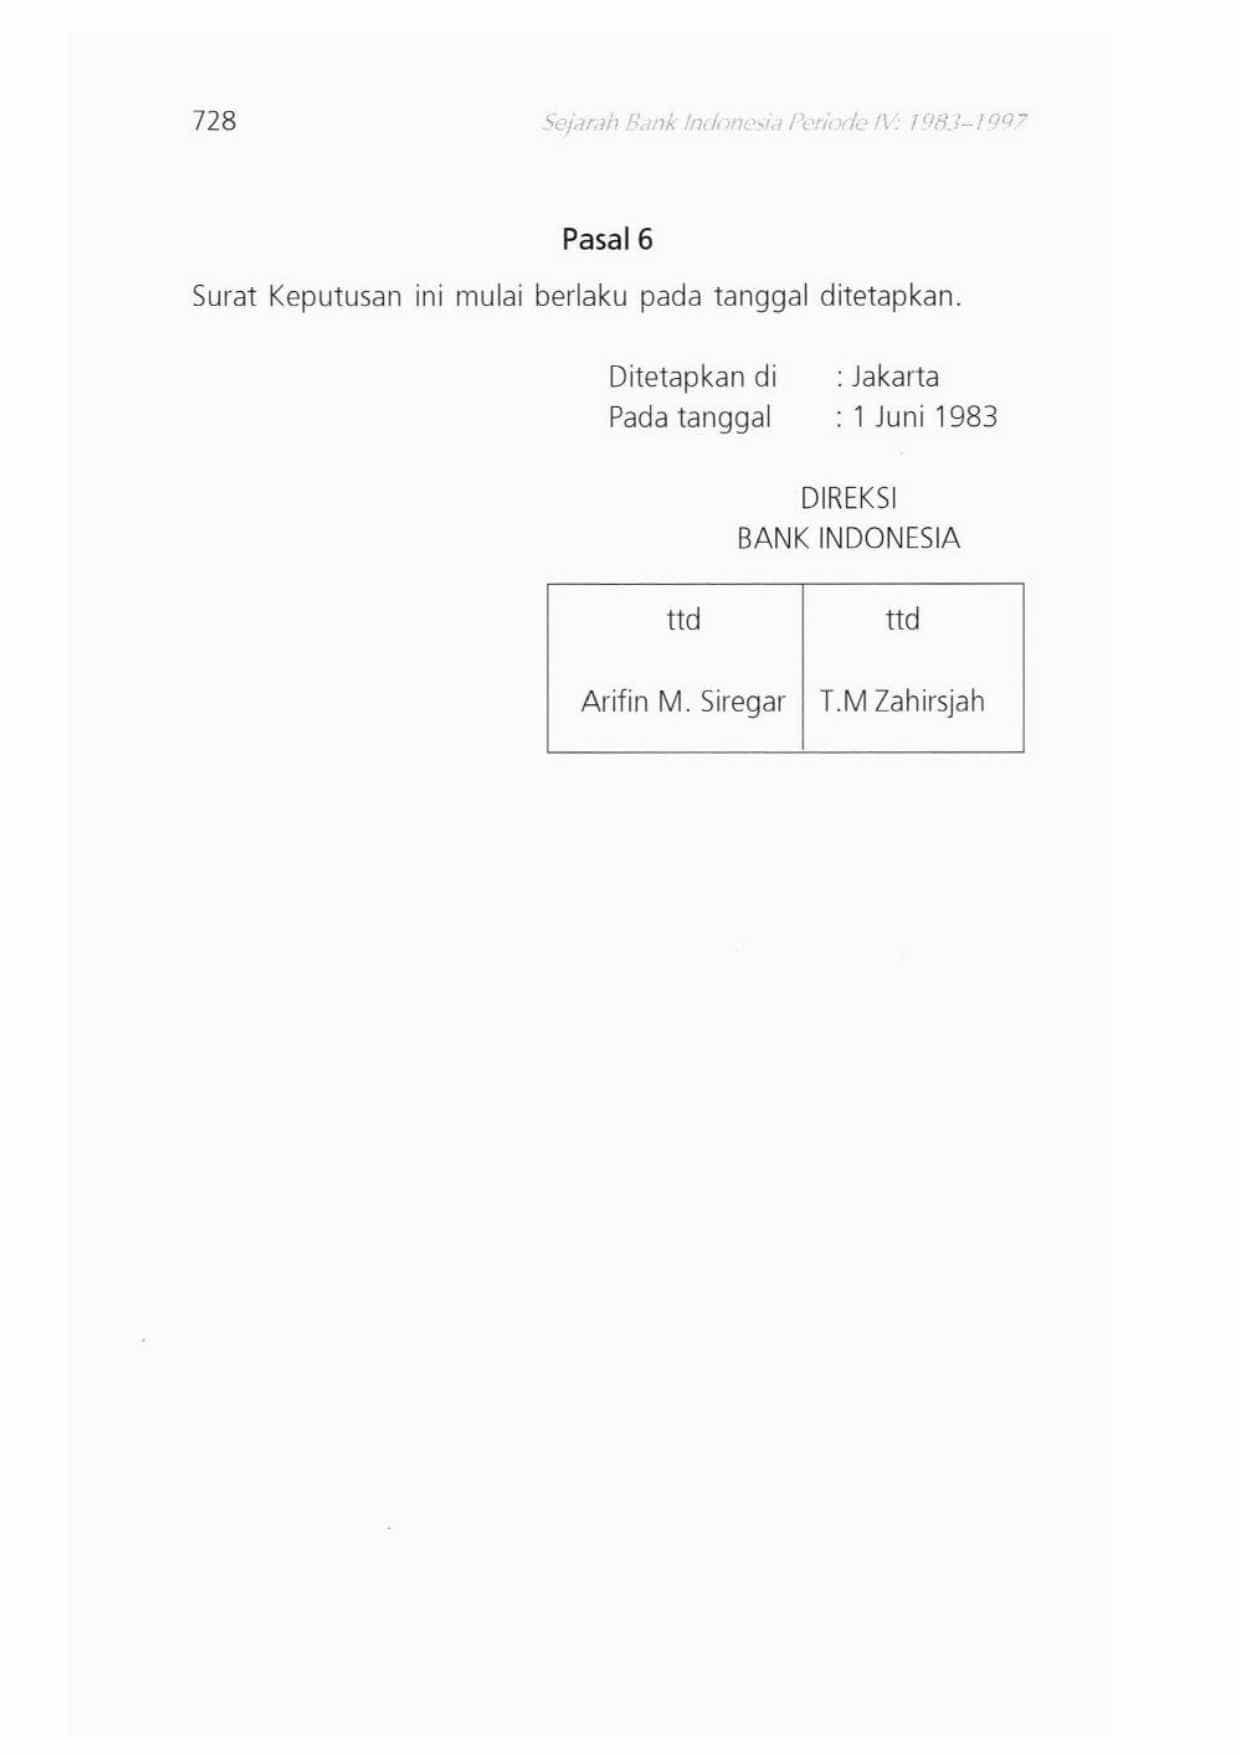 728 Sejarah Bank Indonesia Periode IV: 1983–1997
Pasal 6
Surat Keputusan ini mulai berlaku pada tanggal ditetapkan.
Ditetapkan di : Jakarta
Pada tanggal : 1 Juni 1983
DIREKSI
BANK INDONESIA
ttd ttd
Arifin M. Siregar T.M Zahirsjah